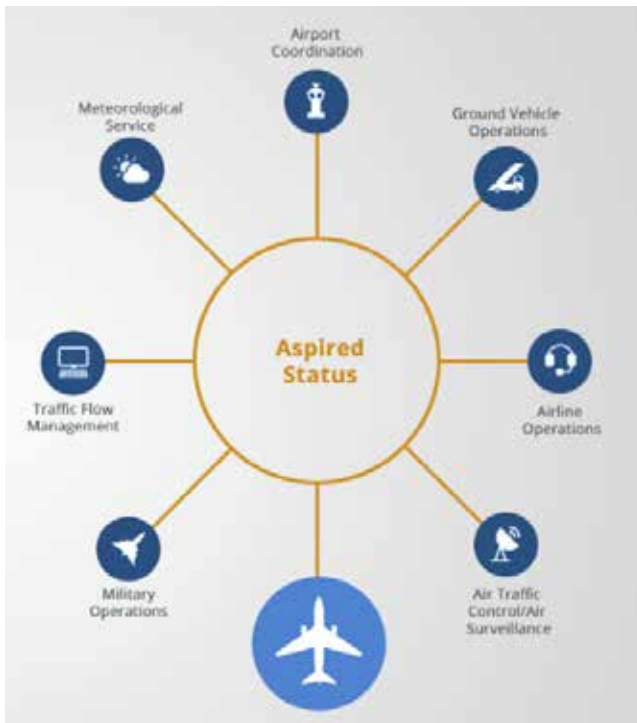 Airport
Coordination
Meteorological
Service
Ground Vehicle
Operations
Aspired
Status
Traffic Flow
Management
Airline
Operations
Military
Operations
Air Traffic
Control/Air
Surveillance